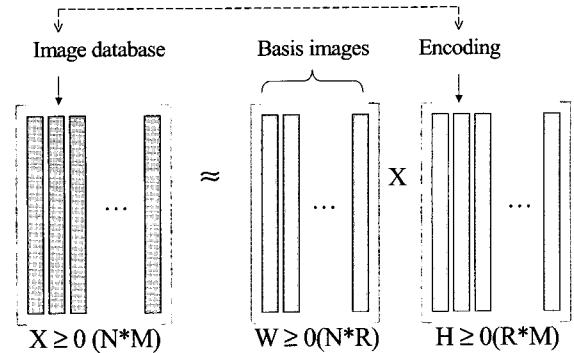 Image database
Basis images
Encoding
...
≈
...
X
...
X ≥ 0 (N*M)
W ≥ 0(N*R)
H ≥ 0(R*M)